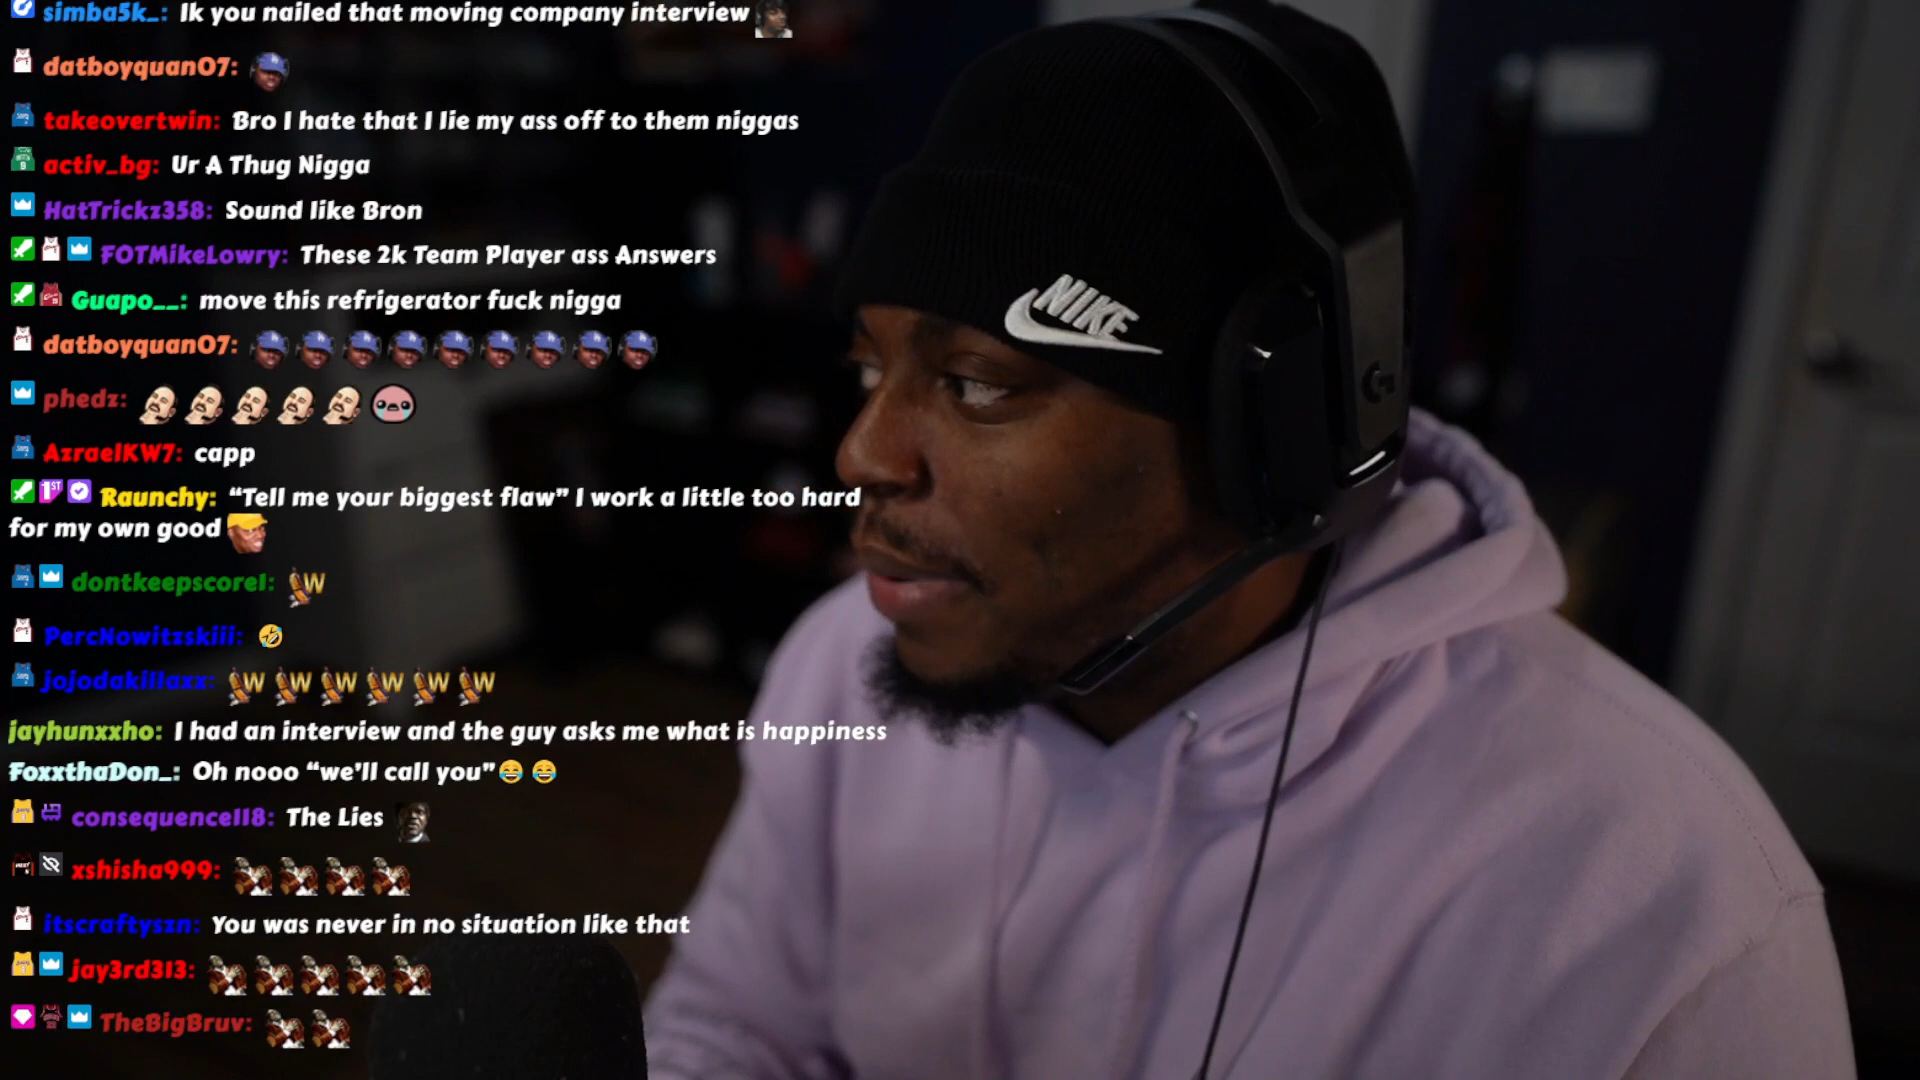 simba5k_: Ik you nailed that moving company interview
datboyquan07:
takeovertwin: Bro I hate that I lie my ass off to them niggas
activ_bg: Ur A Thug Nigga
HatTrickz358: Sound like Bron
FOTMikeLowry: These 2k Team Player ass Answers
Guapo__: move this refrigerator fuck nigga
datboyquan07:
phedz:
AzraelKW7: capp
1ST Raunchy: “Tell me your biggest flaw” I work a little too hard
for my own good
dontkeepscore1: W
PercNowitzskiii:
jojodakillaxx: W W W W W W
jayhunxxho: I had an interview and the guy asks me what is happiness
FoxxthaDon_: Oh nooo “we’ll call you”
consequence118: The Lies
xshisha999:
itscraftyszn: You was never in no situation like that
jay3rd313:
TheBigBruv:
NIKE
G